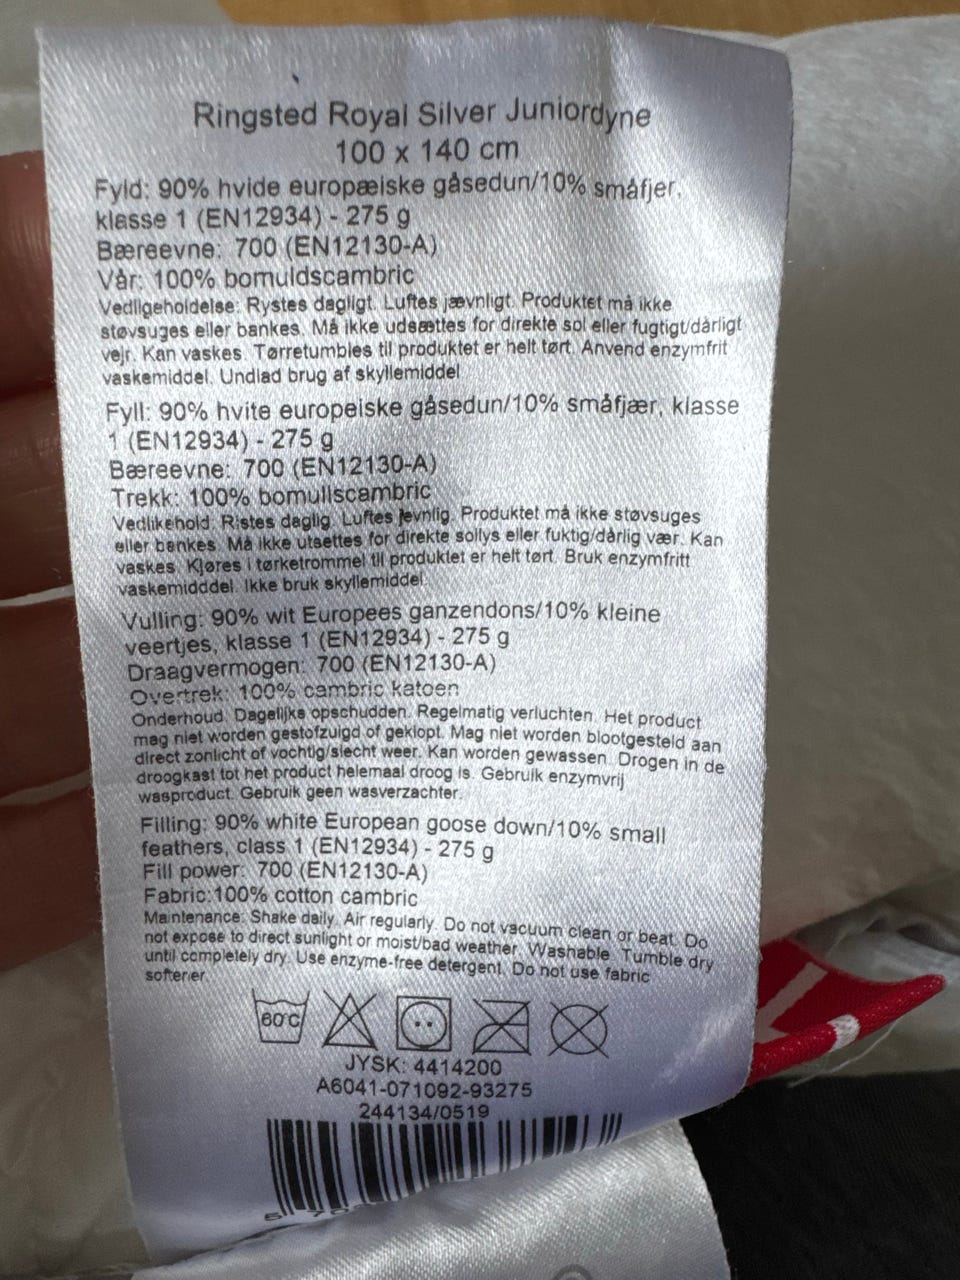 Ringsted Royal Silver Juniordyne
100 x 140 cm
Fyld: 90% hvide europæiske gåsedun/10% småfjer,
klasse 1 (EN12934) - 275 g
Bæreevne: 700 (EN12130-A)
Vår: 100% bomuldscambric
Vedligeholdelse: Rystes dagligt. Luftes jævnligt. Produktet må ikke
støvsuges eller bankes. Må ikke udsættes for direkte sol eller fugtigt/dårligt
vejr. Kan vaskes. Tørretumbles til produktet er helt tørt. Anvend enzymfrit
vaskemiddel. Undlad brug af skyllemiddel
Fyll: 90% hvite europeiske gåsedun/10% småfjær, klasse
1 (EN12934) - 275 g
Bæreevne: 700 (EN12130-A)
Trekk: 100% bomullscambric
Vedlikehold: Ristes daglig. Luftes jevnlig. Produktet må ikke støvsuges
eller bankes. Må ikke utsettes for direkte sollys eller fuktig/dårlig vær. Kan
vaskes. Kjøres i tørketrommel til produktet er helt tørt. Bruk enzymfritt
vaskemidddel. Ikke bruk skyllemiddel.
Vulling: 90% wit Europees ganzendons/10% kleine
veertjes, klasse 1 (EN12934) - 275 g
Draagvermogen: 700 (EN12130-A)
Overtrek: 100% cambric katoen
Onderhoud: Dagelijks opschudden. Regelmatig verluchten. Het product
mag niet worden gestofzuigd of geklopt. Mag niet worden blootgesteld aan
direct zonlicht of vochtig/slecht weer. Kan worden gewassen. Drogen in de
droogkast tot het product helemaal droog is. Gebruik enzymvrij
wasproduct. Gebruik geen wasverzachter.
Filling: 90% white European goose down/10% small
feathers, class 1 (EN12934) - 275 g
Fill power: 700 (EN12130-A)
Fabric:100% cotton cambric
Maintenance: Shake daily. Air regularly. Do not vacuum clean or beat. Do
not expose to direct sunlight or moist/bad weather. Washable. Tumble dry
until completely dry. Use enzyme-free detergent. Do not use fabric
softener.
60°C
JYSK: 4414200
A6041-071092-93275
244134/0519
5 70